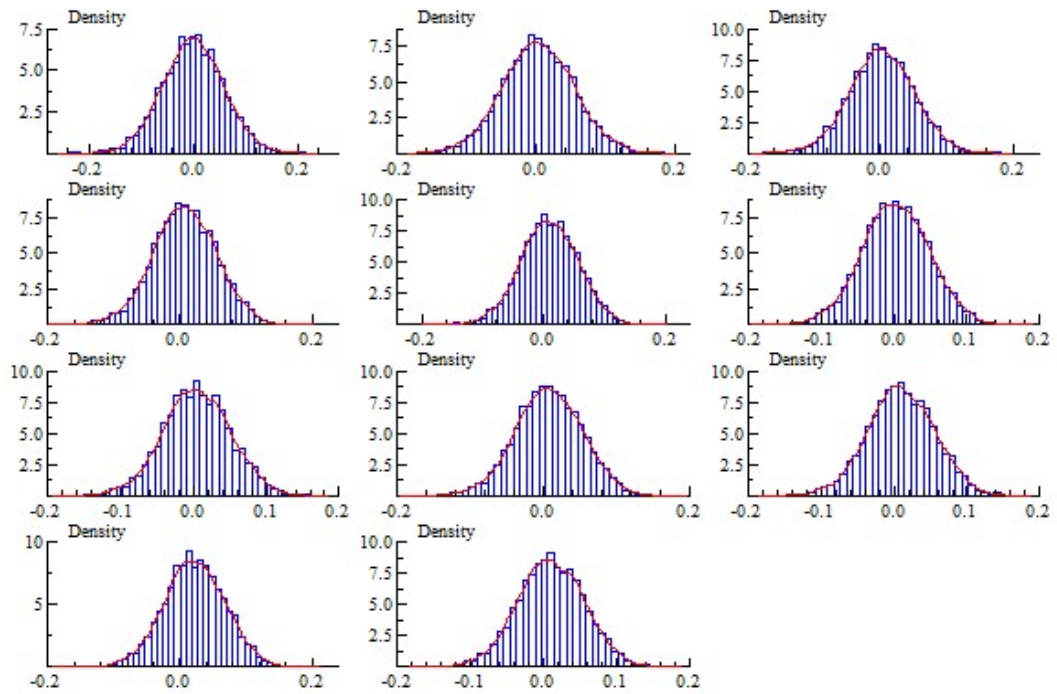 Density Density Density
7.5 7.5 10.0
5.0 5.0 7.5
2.5 2.5 5.0
2.5
-0.2 0.0 0.2 -0.2 0.0 0.2 -0.2 0.0 0.2
Density Density Density
7.5 10.0 7.5
5.0 7.5 5.0
2.5 5.0 2.5
2.5
-0.2 0.0 0.2 -0.2 0.0 0.2 -0.2 -0.1 0.0 0.1 0.2
Density Density Density
10.0 10.0 10.0
7.5 7.5 7.5
5.0 5.0 5.0
2.5 2.5 2.5
-0.2 -0.1 0.0 0.1 0.2 -0.2 0.0 0.2 -0.2 -0.1 0.0 0.1 0.2
Density Density
10 10.0
5 7.5
5.0
2.5
-0.2 0.0 0.2 -0.2 -0.1 0.0 0.1 0.2